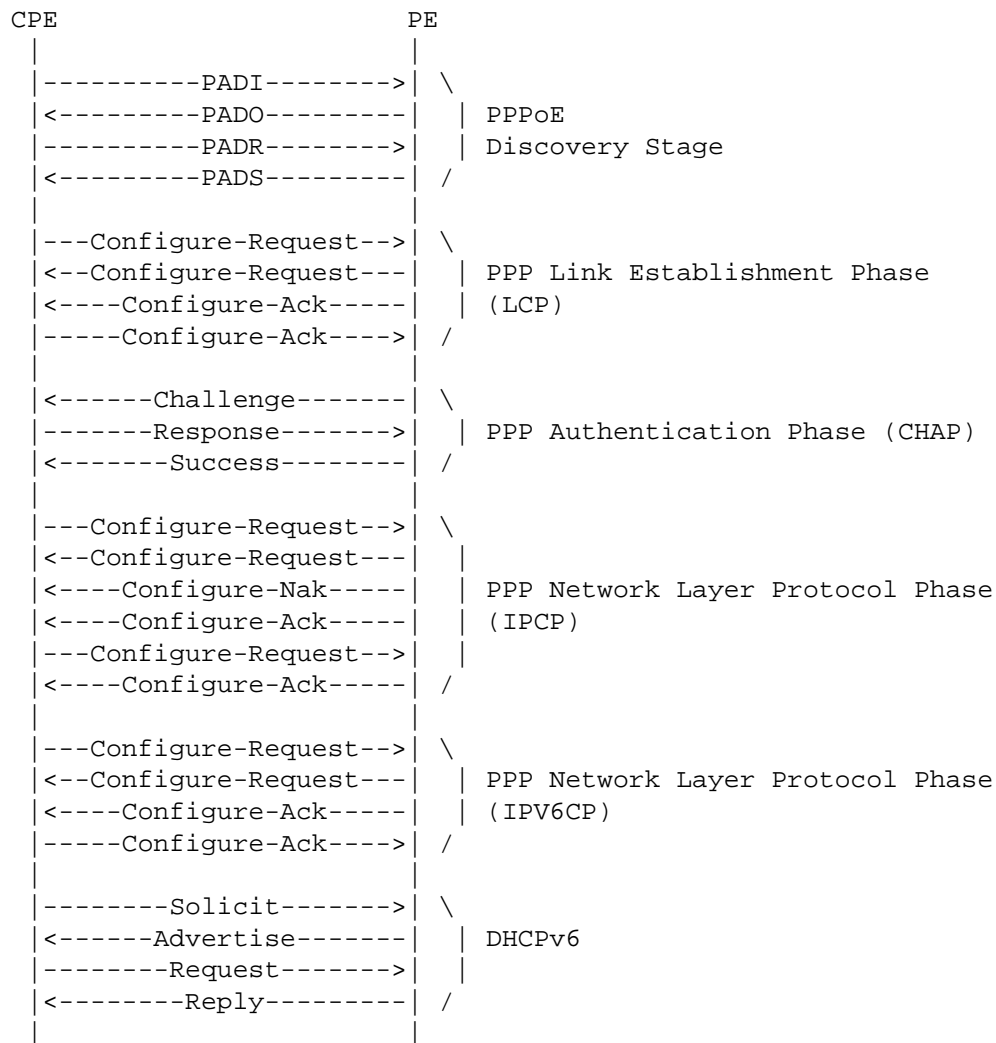 CPE                      PE
 |                       |
 |----------PADI-------->| \
 |<---------PADO---------|  | PPPoE
 |----------PADR-------->|  | Discovery Stage
 |<---------PADS---------| /
 |                       |
 |---Configure-Request-->| \
 |<--Configure-Request---|  | PPP Link Establishment Phase
 |<----Configure-Ack-----|  | (LCP)
 |-----Configure-Ack---->| /
 |                       |
 |<------Challenge-------| \
 |-------Response------->|  | PPP Authentication Phase (CHAP)
 |<-------Success--------| /
 |                       |
 |---Configure-Request-->| \
 |<--Configure-Request---|  |
 |<----Configure-Nak-----|  | PPP Network Layer Protocol Phase
 |<----Configure-Ack-----|  | (IPCP)
 |---Configure-Request-->|  |
 |<----Configure-Ack-----| /
 |                       |
 |---Configure-Request-->| \
 |<--Configure-Request---|  | PPP Network Layer Protocol Phase
 |<----Configure-Ack-----|  | (IPV6CP)
 |-----Configure-Ack---->| /
 |                       |
 |--------Solicit------->| \
 |<------Advertise-------|  | DHCPv6
 |--------Request------->|  |
 |<--------Reply---------| /
 |                       |